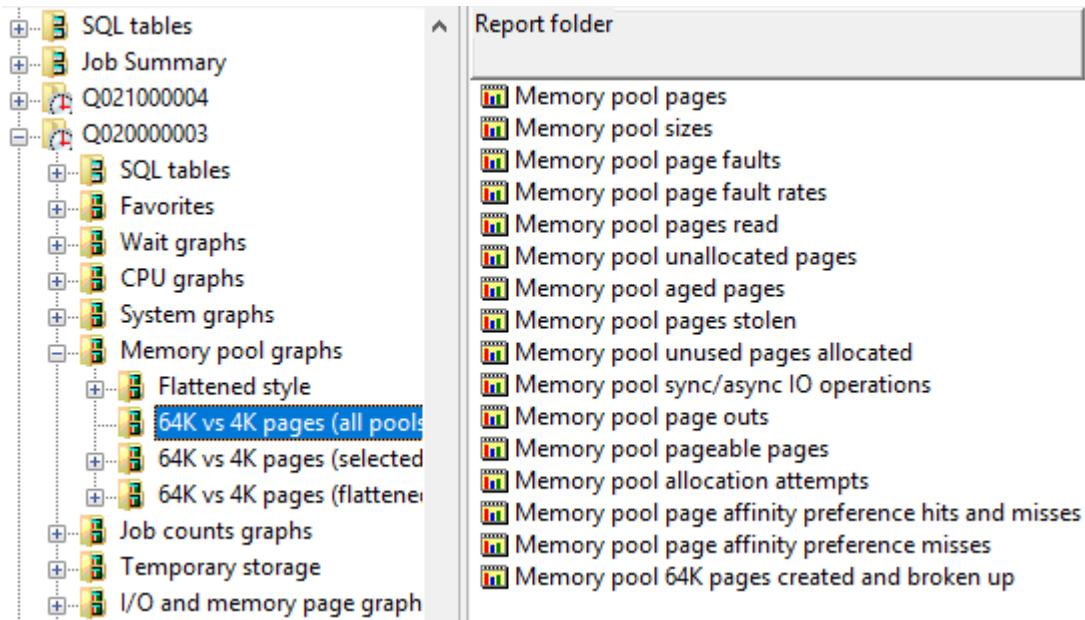 SQL tables
Job Summary
Q021000004
Q020000003
SQL tables
Favorites
Wait graphs
CPU graphs
System graphs
Memory pool graphs
Flattened style
64K vs 4K pages (all pools
64K vs 4K pages (selected
64K vs 4K pages (flattene
Job counts graphs
Temporary storage
I/O and memory page graph
Report folder
Memory pool pages
Memory pool sizes
Memory pool page faults
Memory pool page fault rates
Memory pool pages read
Memory pool unallocated pages
Memory pool aged pages
Memory pool pages stolen
Memory pool unused pages allocated
Memory pool sync/async IO operations
Memory pool page outs
Memory pool pageable pages
Memory pool allocation attempts
Memory pool page affinity preference hits and misses
Memory pool page affinity preference misses
Memory pool 64K pages created and broken up